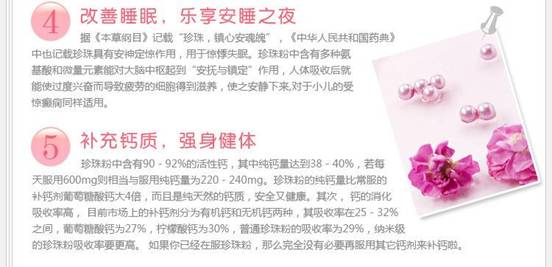 4 改善睡眠，乐享安睡之夜
据《本草纲目》记载“珍珠，镇心安魂魄”，《中华人民共和国药典》
中也记载珍珠具有安神定惊作用，用于惊悸失眠。珍珠粉中含有多种氨
基酸和微量元素能对大脑中枢起到“安抚与镇定”作用，人体吸收后就
能使过度兴奋而导致疲劳的细胞得到滋养，使之安静下来,对于小儿的受
惊癫痫同样适用。
5 补充钙质，强身健体
珍珠粉中含有90 - 92%的活性钙，其中纯钙量达到38 - 40%，若每
天服用600mg则相当与服用纯钙量为220 - 240mg。珍珠粉的纯钙量比常服的
补钙剂葡萄糖酸钙大4倍，而且是纯天然的钙质，安全又健康。其次， 钙的消化
吸收率高， 目前市场上的补钙剂分为有机钙和无机钙两种，其吸收率在25 - 32%
之间，葡萄糖酸钙为27%，柠檬酸钙为30%，普通珍珠粉的吸收率为29%，纳米级
的珍珠粉吸收率要更高。 如果你已经在服珍珠粉，那么完全没有必要再服用其它钙剂来补钙啦。